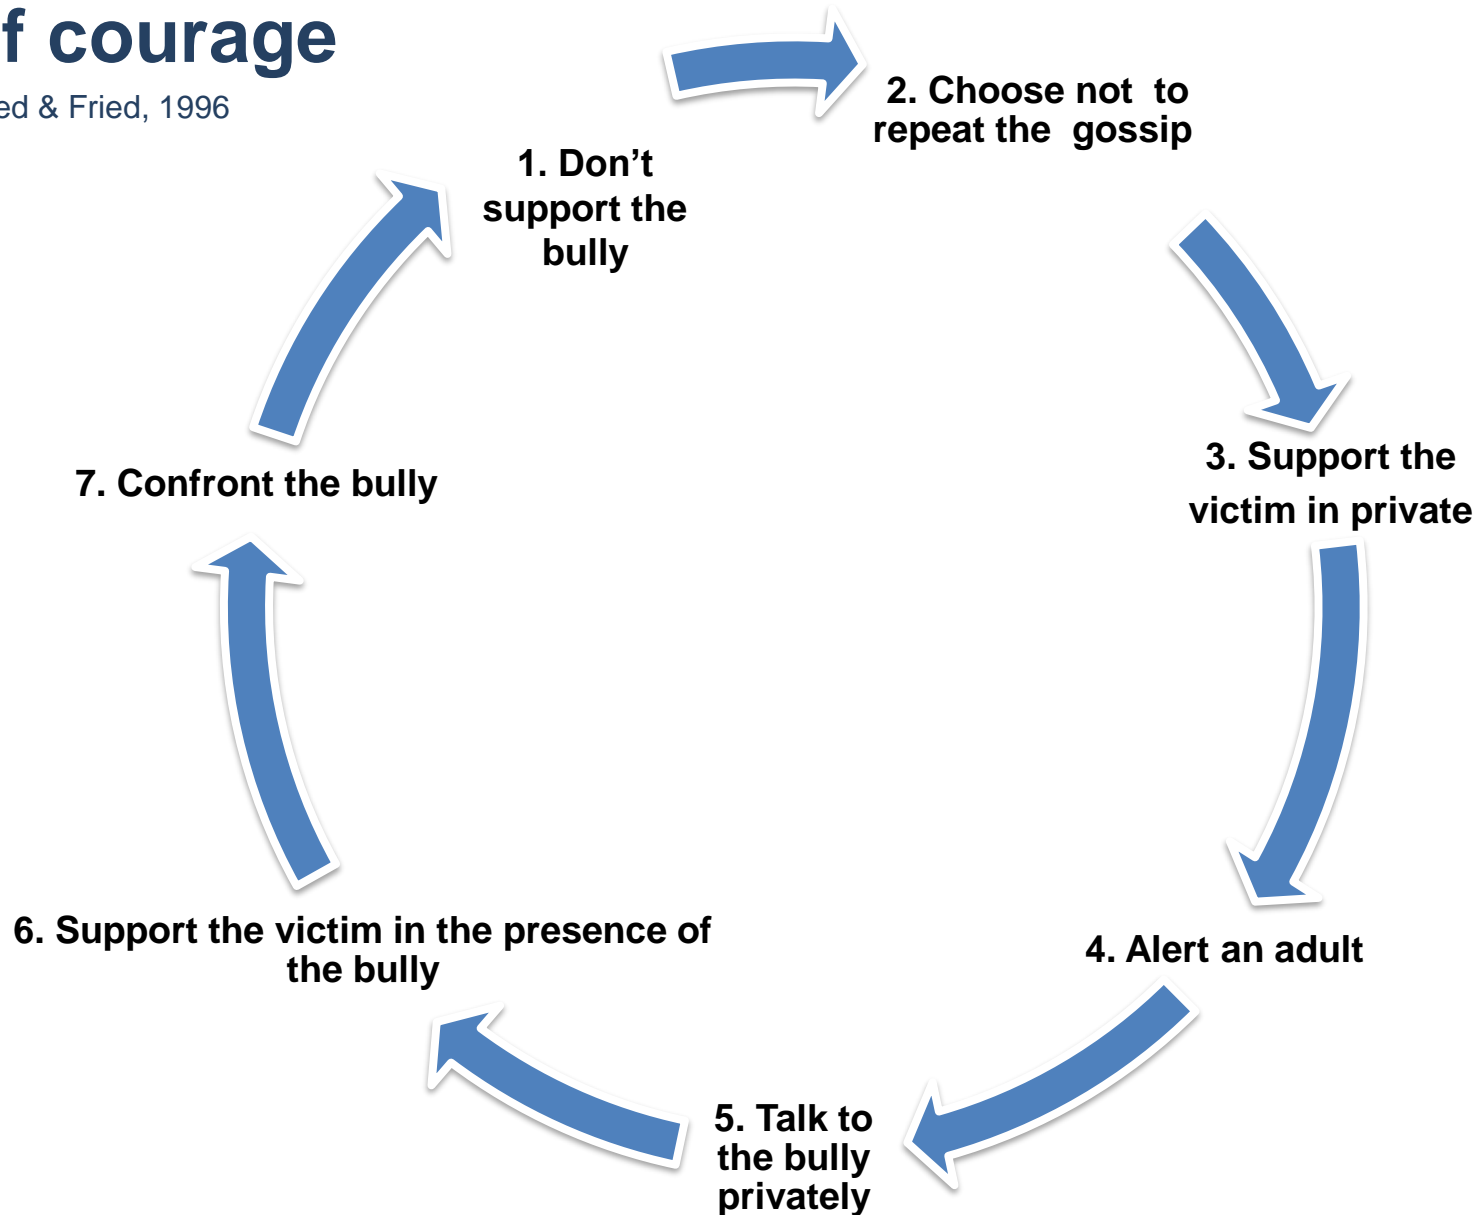 f courage
ed & Fried, 1996
1. Don’t
support the
bully
2. Choose not to
repeat the gossip
3. Support the
victim in private
4. Alert an adult
5. Talk to
the bully
privately
6. Support the victim in the presence of
the bully
7. Confront the bully